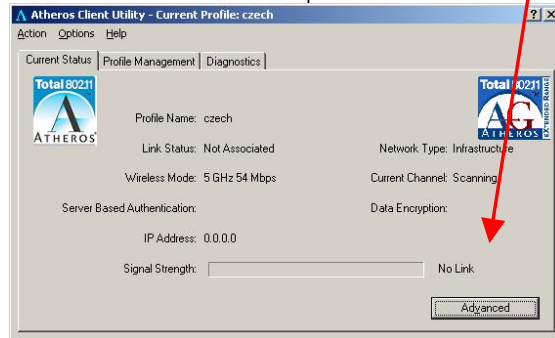 Atheros Client Utility - Current Profile: czech
Action Options Help
Current Status Profile Management Diagnostics
Total 802.11
ATHEROS
Total 802.11
AG
ATHEROS
EXTENDED RANGE
Profile Name: czech
Link Status: Not Associated Network Type: Infrastructure
Wireless Mode: 5 GHz 54 Mbps Current Channel: Scanning
Server Based Authentication: Data Encryption:
IP Address: 0.0.0.0
Signal Strength: No Link
Advanced